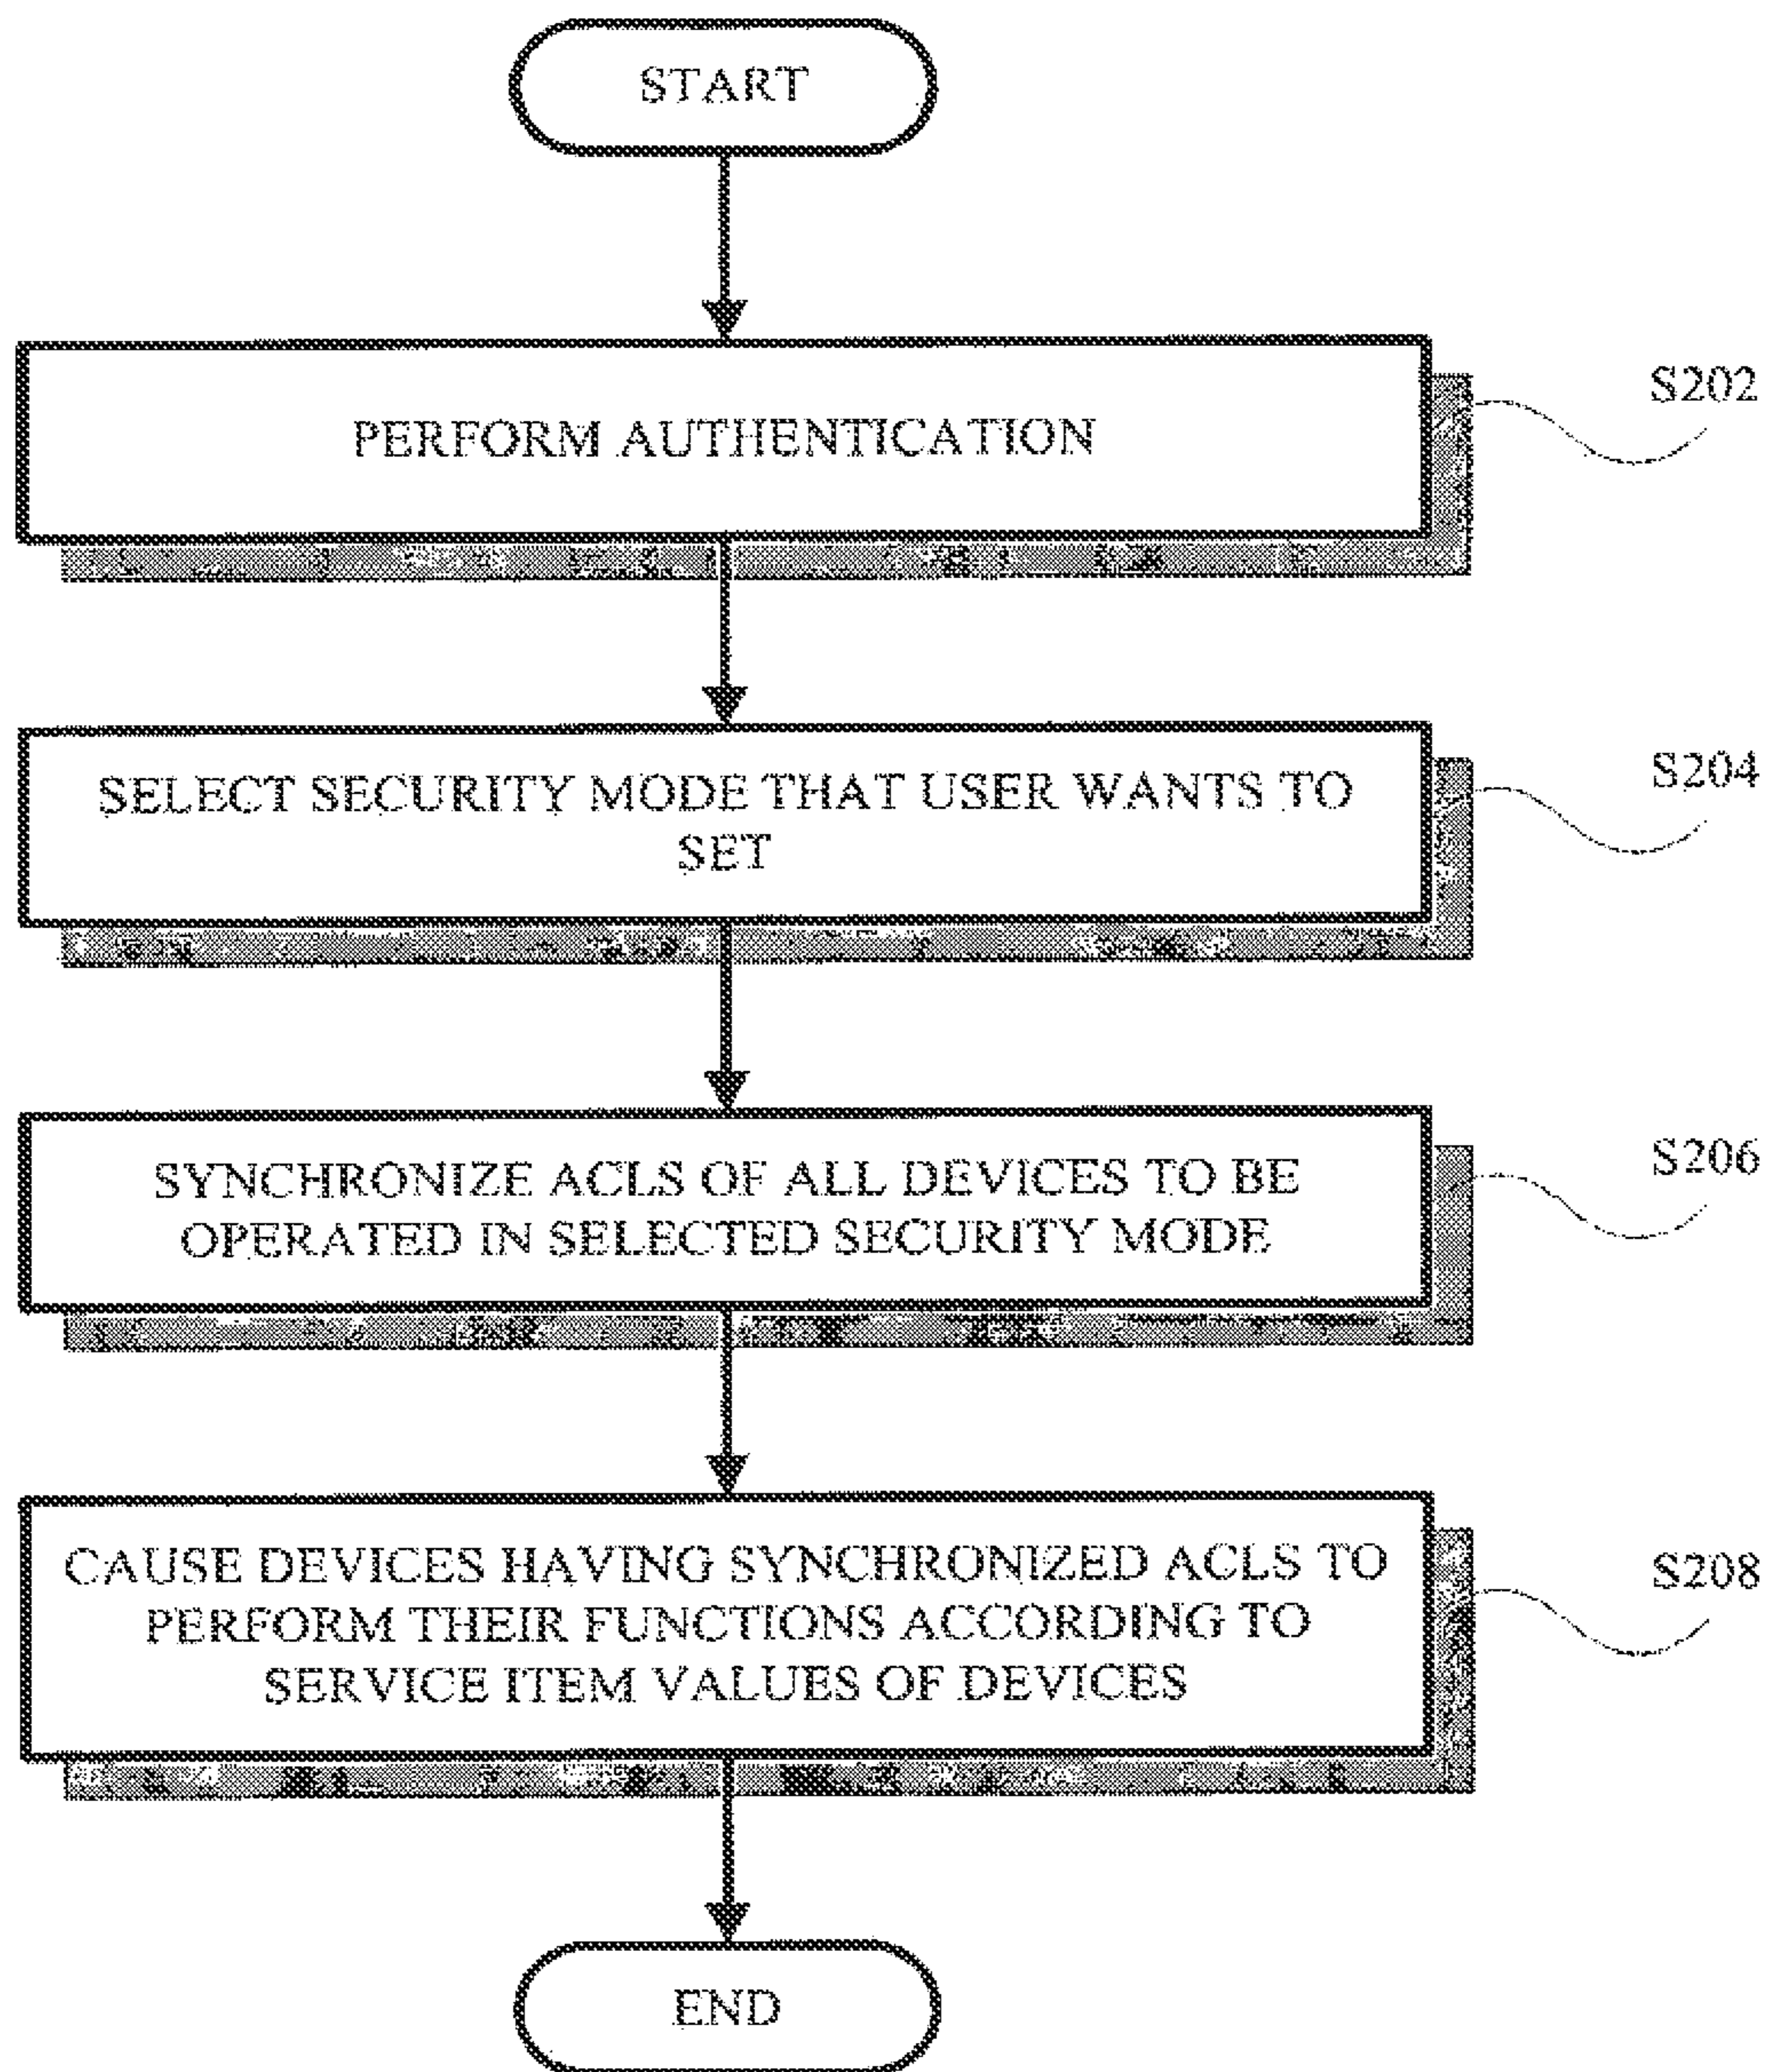 START
PERFORM AUTHENTICATION
S202
SELECT SECURITY MODE THAT USER WANTS TO
SET
S204
SYNCHRONIZE ACLS OF ALL DEVICES TO BE
OPERATED IN SELECTED SECURITY MODE
S206
CAUSE DEVICES HAVING SYNCHRONIZED ACLS TO
PERFORM THEIR FUNCTIONS ACCORDING TO
SERVICE ITEM VALUES OF DEVICES
S208
END